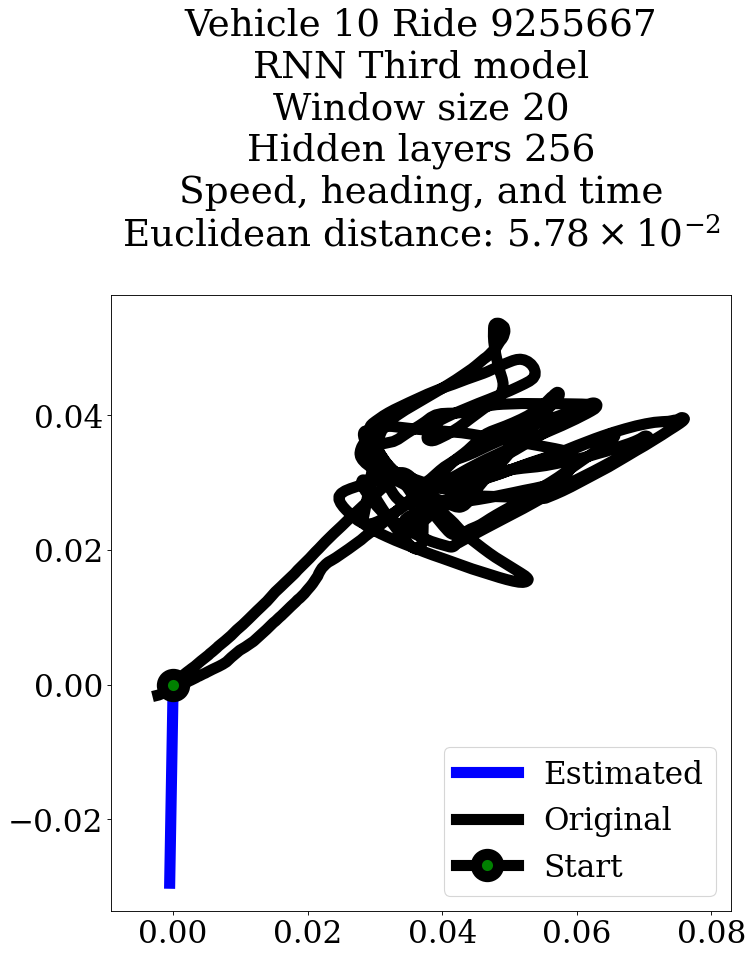 Vehicle 10 Ride 9255667
RNN Third model
Window size 20
Hidden layers 256
Speed, heading, and time
Euclidean distance: 5.78 × 10⁻²
0.04
0.02
0.00
−0.02
Estimated
Original
Start
0.00 0.02 0.04 0.06 0.08